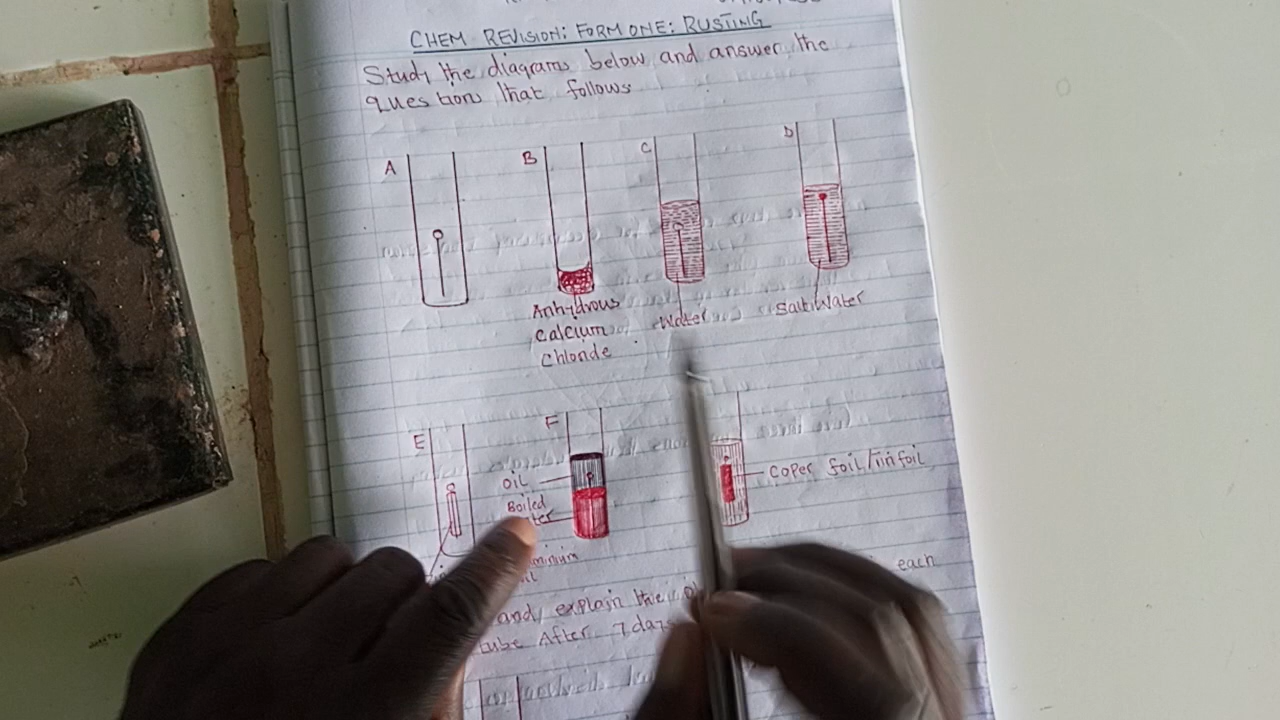 CHEM REVISION: FORM ONE: RUSTING
Study the diagrams below and answer the
questions that follows
A
B
C
D
Anhydrous
Calcium
Chloride
Water
Salt Water
E
F
Oil
Boiled
Coper foil/Tin foil
each
and explain the
tube After 7 days